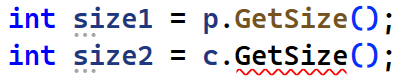 int size1 = p.GetSize();
int size2 = c.GetSize();